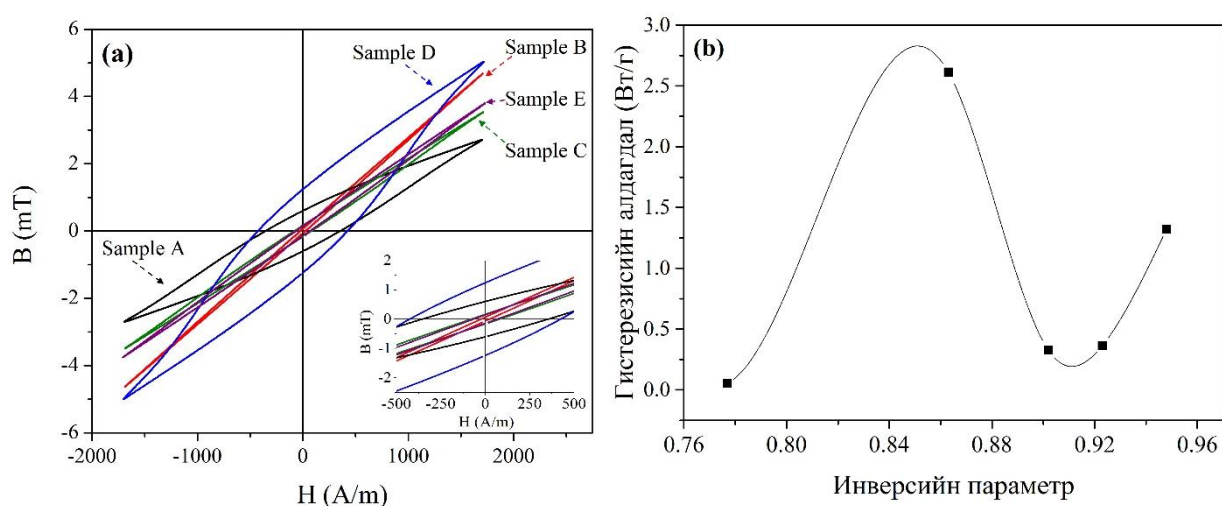 (a)
Sample D
Sample B
Sample E
Sample C
Sample A
6
4
2
0
-2
-4
-6
B (mT)
-2000 -1000 0 1000 2000
H (A/m)
2
1
0
-1
-2
B (mT)
-500 -250 0 250 500
H (A/m)
(b)
3.0
2.5
2.0
1.5
1.0
0.5
0.0
Гистерезисийн алдагдал (Вт/г)
0.76 0.80 0.84 0.88 0.92 0.96
Инверсийн параметр